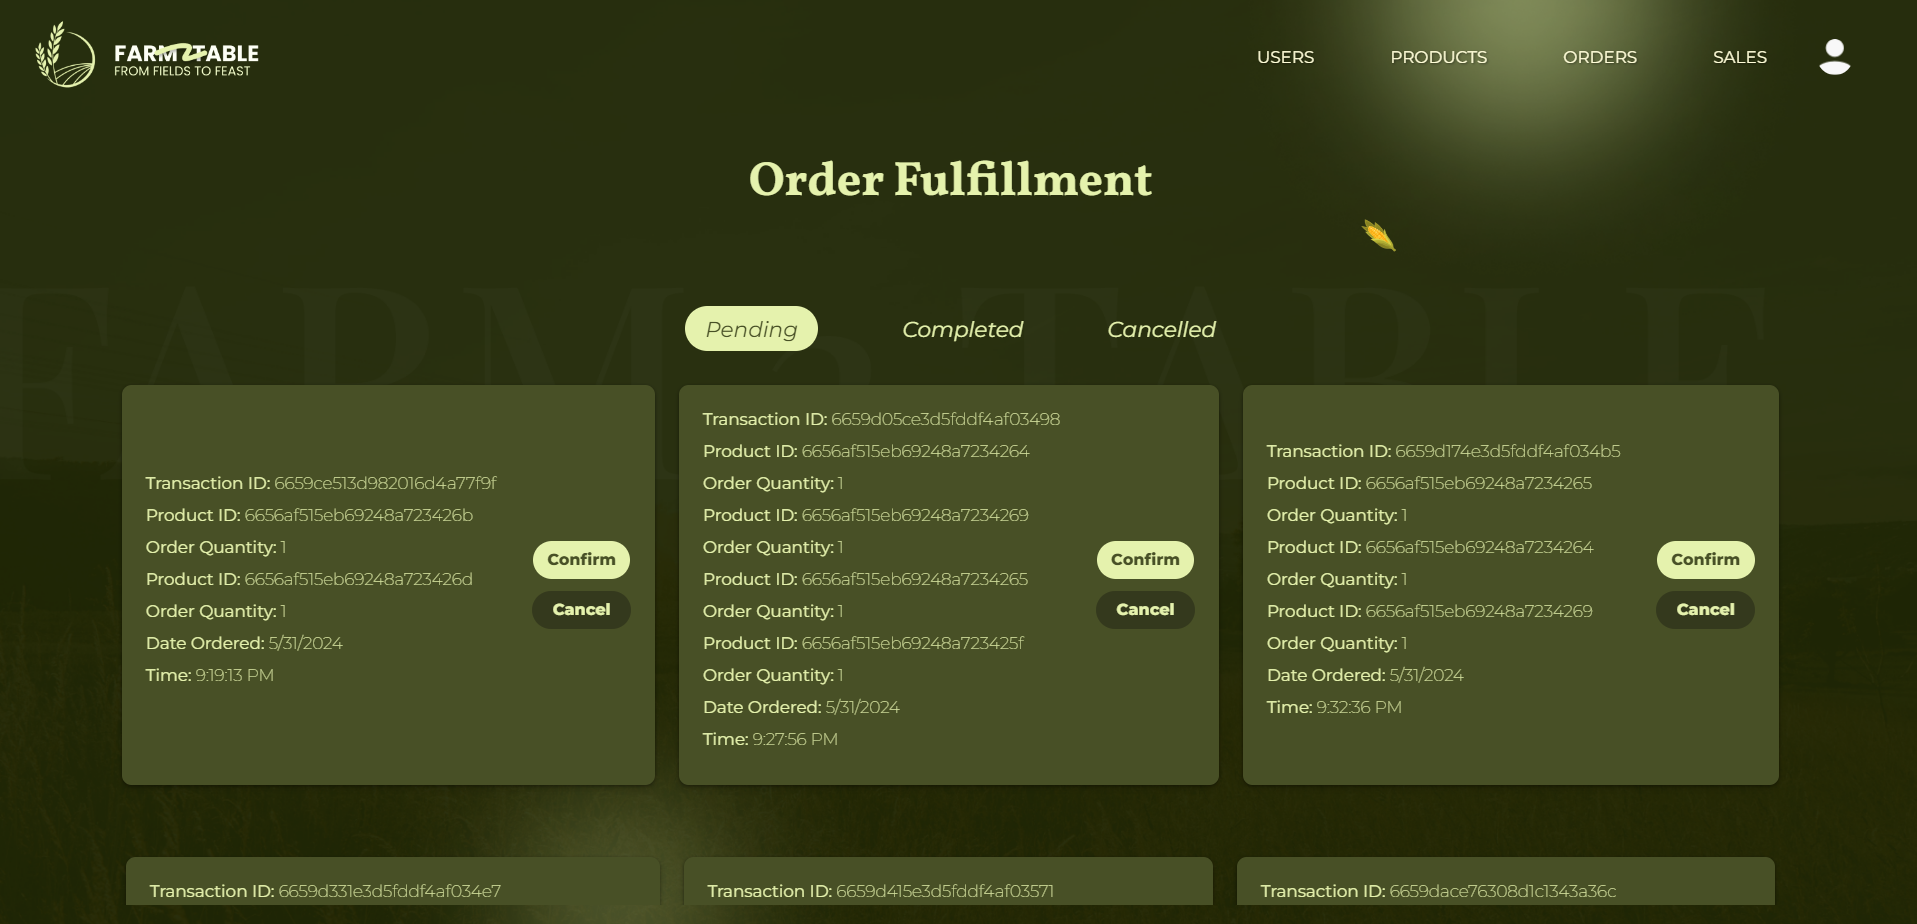 FARM2TABLE
FROM FIELDS TO FEAST
USERS
PRODUCTS
ORDERS
SALES
Order Fulfillment
FARM2TABLE
Pending
Completed
Cancelled
Transaction ID: 6659ce513d982016d4a77f9f
Product ID: 6656af515eb69248a723426b
Order Quantity: 1
Product ID: 6656af515eb69248a723426d
Order Quantity: 1
Date Ordered: 5/31/2024
Time: 9:19:13 PM
Confirm
Cancel
Transaction ID: 6659d05ce3d5fddf4af03498
Product ID: 6656af515eb69248a7234264
Order Quantity: 1
Product ID: 6656af515eb69248a7234269
Order Quantity: 1
Product ID: 6656af515eb69248a7234265
Order Quantity: 1
Product ID: 6656af515eb69248a723425f
Order Quantity: 1
Date Ordered: 5/31/2024
Time: 9:27:56 PM
Confirm
Cancel
Transaction ID: 6659d174e3d5fddf4af034b5
Product ID: 6656af515eb69248a7234265
Order Quantity: 1
Product ID: 6656af515eb69248a7234264
Order Quantity: 1
Product ID: 6656af515eb69248a7234269
Order Quantity: 1
Date Ordered: 5/31/2024
Time: 9:32:36 PM
Confirm
Cancel
Transaction ID: 6659d331e3d5fddf4af034e7
Transaction ID: 6659d415e3d5fddf4af03571
Transaction ID: 6659dace76308d1c1343a36c